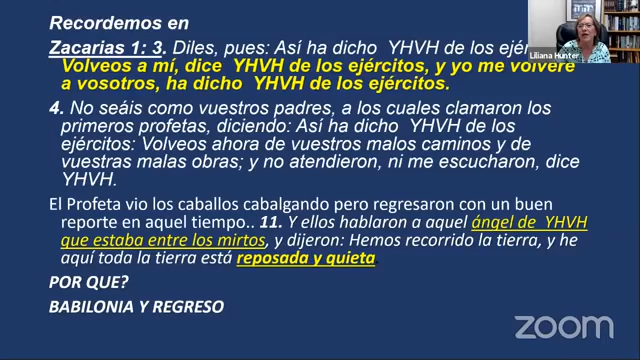 Recordemos en
Zacarias 1: 3. Diles, pues: Así ha dicho YHVH de los
Volveos a mí, dice YHVH de los ejércitos, y yo me volveré
a vosotros, ha dicho YHVH de los ejércitos.
4. No seáis como vuestros padres, a los cuales clamaron los
primeros profetas, diciendo: Así ha dicho YHVH de los
ejércitos: Volveos ahora de vuestros malos caminos y de
vuestras malas obras; y no atendieron, ni me escucharon, dice
YHVH.
El Profeta vio los caballos cabalgando pero regresaron con un buen
reporte en aquel tiempo.. 11. Y ellos hablaron a aquel ángel de YHVH
que estaba entre los mirtos, y dijeron: Hemos recorrido la tierra, y he
aquí toda la tierra está reposada y quieta
POR QUE?
BABILONIA Y REGRESO
Liliana Hunter
zoom